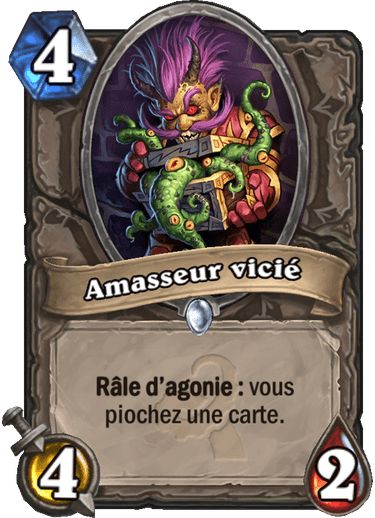 4
Amasseur vicié
Râle d'agonie : vous
piochez une carte.
4
2